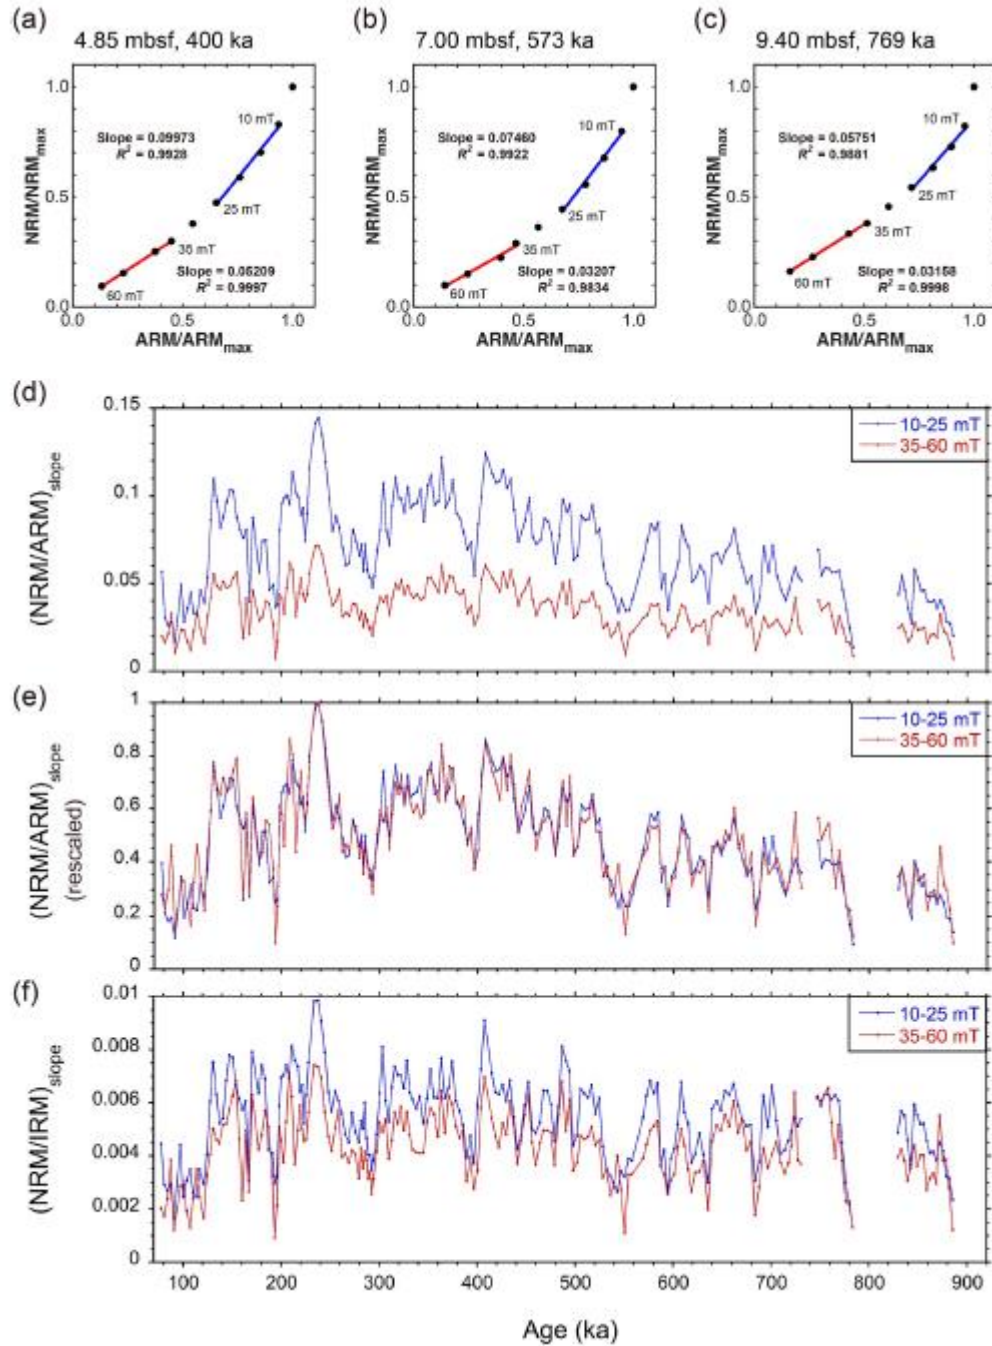 (a)
4.85 mbsf, 400 ka
(b)
7.00 mbsf, 573 ka
(c)
9.40 mbsf, 769 ka
NRM/NRMmax
1.0
0.5
0.0
10 mT
Slope = 0.09973
R² = 0.9928
25 mT
35 mT
Slope = 0.05209
R² = 0.9997
60 mT
0.0 0.5 1.0
ARM/ARMmax
NRM/NRMmax
1.0
0.5
0.0
10 mT
Slope = 0.07460
R² = 0.9922
25 mT
35 mT
Slope = 0.03207
R² = 0.9834
60 mT
0.0 0.5 1.0
ARM/ARMmax
NRM/NRMmax
1.0
0.5
0.0
10 mT
Slope = 0.05751
R² = 0.9881
25 mT
35 mT
Slope = 0.03158
R² = 0.9998
60 mT
0.0 0.5 1.0
ARM/ARMmax
(d)
(NRM/ARM)slope
0.15
0.1
0.05
0
10-25 mT
35-60 mT
(e)
(NRM/ARM)slope
(rescaled)
1
0.8
0.6
0.4
0.2
0
10-25 mT
35-60 mT
(f)
(NRM/IRM)slope
0.01
0.008
0.006
0.004
0.002
0
10-25 mT
35-60 mT
100 200 300 400 500 600 700 800 900
Age (ka)